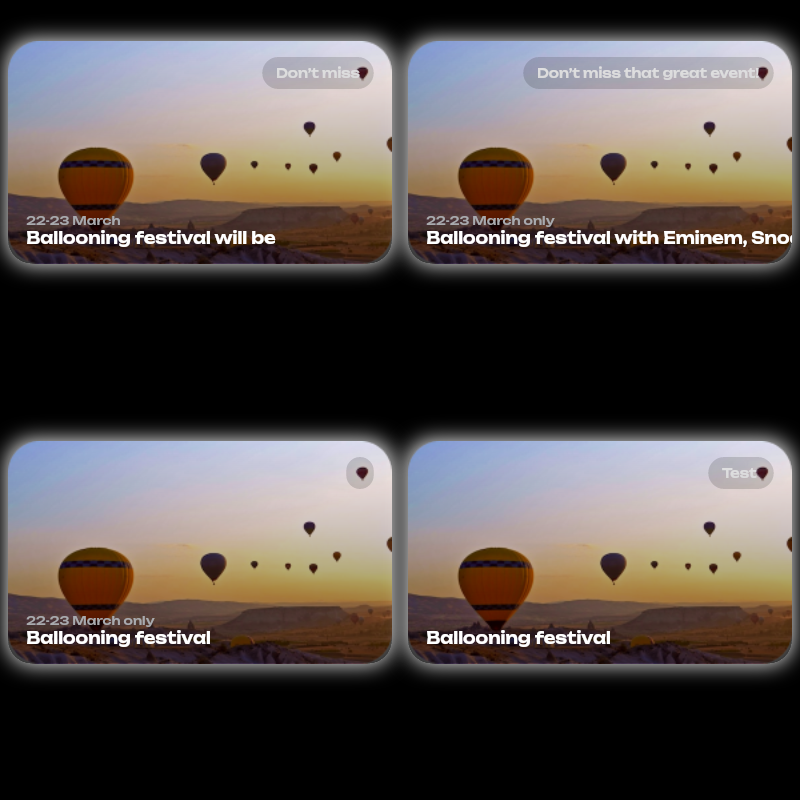 Don't miss
22-23 March
Ballooning festival will be
Don't miss that great event!
22-23 March only
Ballooning festival with Eminem,
22-23 March only
Ballooning festival
Test
Ballooning festival